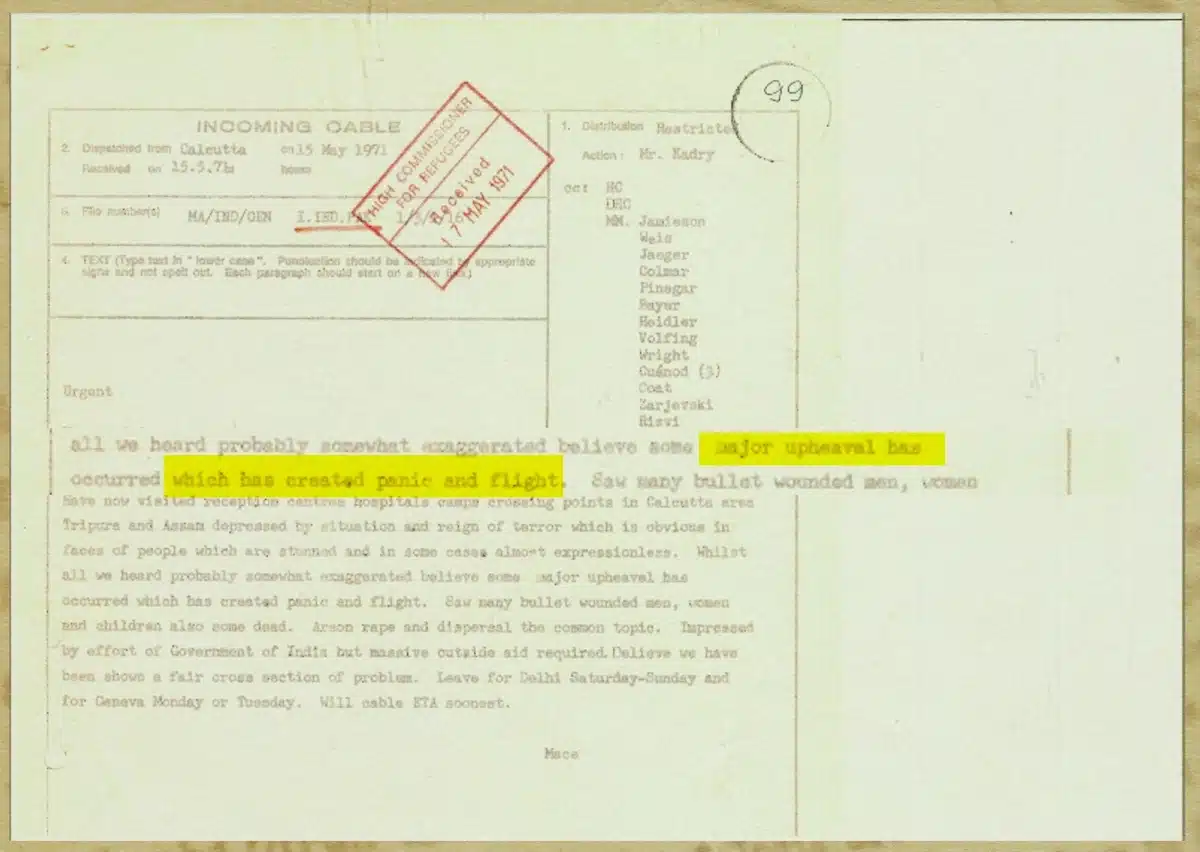 99
INCOMING CABLE
2. Dispatched from Calcutta on 15 May 1971
Received on 15.5.71 hours
HIGH COMMISSIONER
FOR REFUGEES
Received
17 MAY 1971
1. Distribution Restricted
Action: Mr. Kadry
cc: HC
DHC
MM. Jamieson
Weis
Jaeger
Colmar
Pinegar
Heidler
Volfing
Wright
Cuénod (3)
Coat
Zarjevski
Rizvi
File number(s) MA/IND/GEN
4. TEXT (Type text in "lower case". Punctuation should be indicated by appropriate
signs and not spelt out. Each paragraph should start on a new line.)
Urgent
all we heard probably somewhat exaggerated believe some major upheaval has
occurred which has created panic and flight. Saw many bullet wounded men, women
Have now visited reception centres hospitals camps crossing points in Calcutta area
Tripura and Assam depressed by situation and reign of terror which is obvious in
faces of people which are stunned and in some cases almost expressionless. Whilst
all we heard probably somewhat exaggerated believe some major upheaval has
occurred which has created panic and flight. Saw many bullet wounded men, women
and children also some dead. Arson rape and dispersal the common topic. Impressed
by effort of Government of India but massive outside aid required. Believe we have
been shown a fair cross section of problem. Leave for Delhi Saturday-Sunday and
for Geneva Monday or Tuesday. Will cable ETA soonest.
Mace